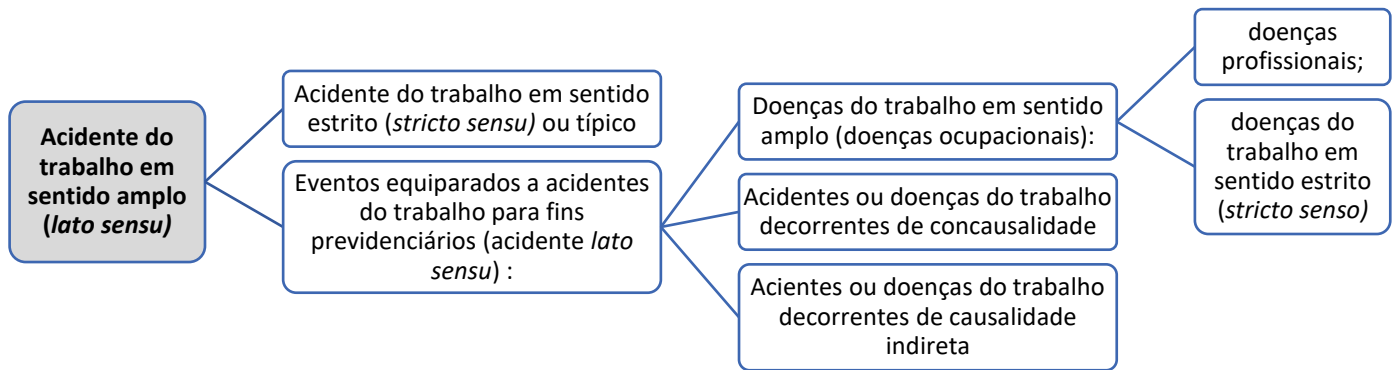 Acidente do
trabalho em
sentido amplo
(lato sensu)
Acidente do trabalho em sentido
estrito (stricto sensu) ou típico
Eventos equiparados a acidentes
do trabalho para fins
previdenciários (acidente lato
sensu) :
Doenças do trabalho em sentido
amplo (doenças ocupacionais):
Acidentes ou doenças do trabalho
decorrentes de concausalidade
Acientes ou doenças do trabalho
decorrentes de causalidade
indireta
doenças
profissionais;
doenças do
trabalho em
sentido estrito
(stricto senso)